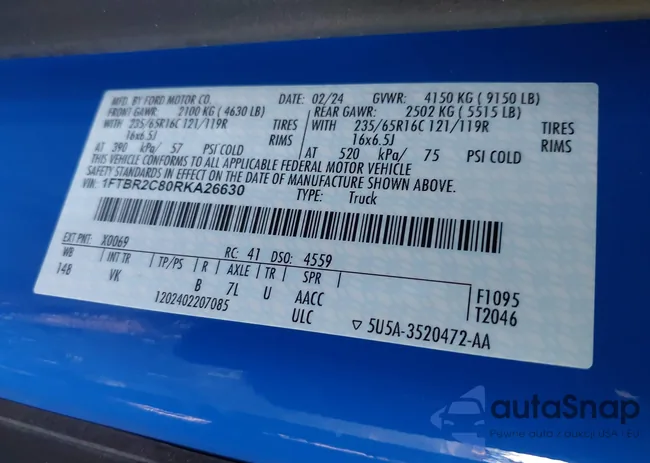 MFD. BY FORD MOTOR CO. DATE: 02/24 GVWR: 4150 KG ( 9150 LB)
FRONT GAWR: 2100 KG ( 4630 LB) REAR GAWR: 2502 KG ( 5515 LB)
WITH 235/65R16C 121/119R TIRES WITH 235/65R16C 121/119R TIRES
16x6.5J RIMS 16x6.5J RIMS
AT 390 kPa/ 57 PSI COLD AT 520 kPa/ 75 PSI COLD
THIS VEHICLE CONFORMS TO ALL APPLICABLE FEDERAL MOTOR VEHICLE
SAFETY STANDARDS IN EFFECT ON THE DATE OF MANUFACTURE SHOWN ABOVE.
VIN: 1FTBR2C80RKA26630
TYPE: Truck
EXT PNT: X0069 RC: 41 DSO: 4559
WB INT TR TP/PS R AXLE TR SPR F1095
148 VK B 7L U AACC T2046
1202402207085 ULC ▽ 5U5A-3520472-AA
autoSnap
Pewne auto z aukcji USA - EU